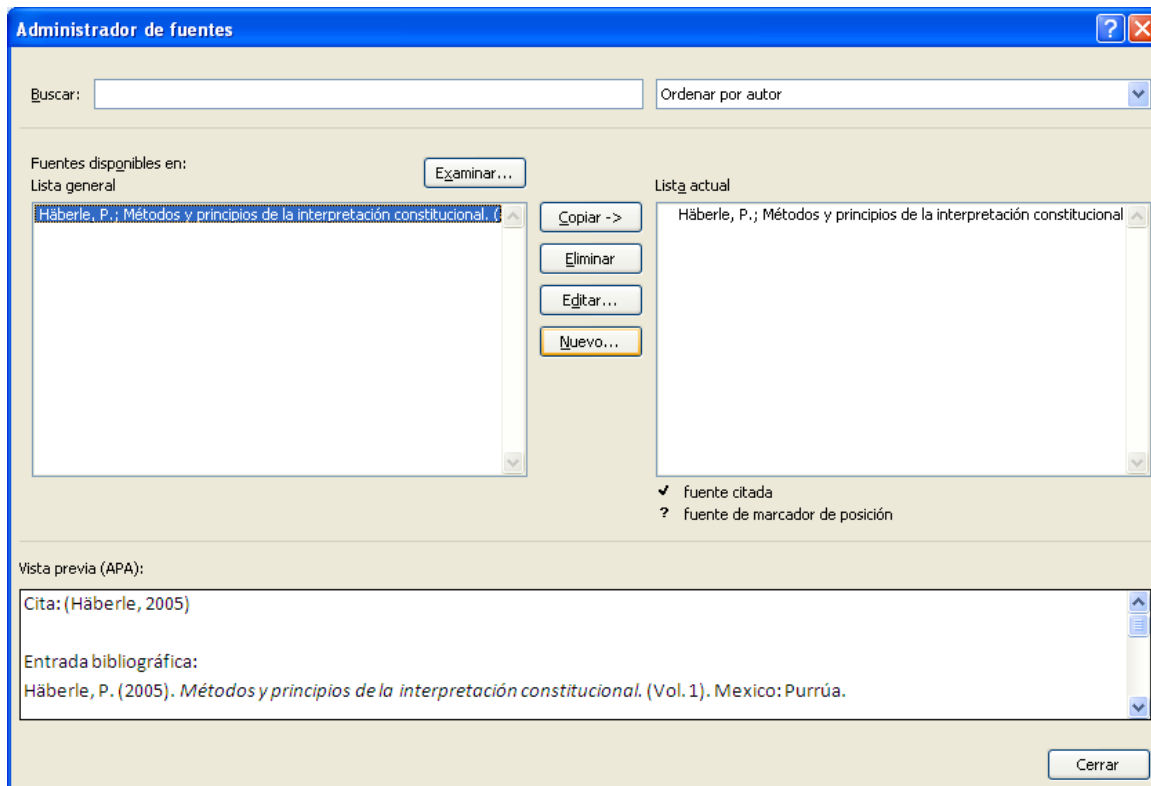 Administrador de fuentes
Buscar:
Ordenar por autor
Fuentes disponibles en:
Lista general
Examinar...
Lista actual
Häberle, P.; Métodos y principios de la interpretación constitucional. (
Copiar ->
Eliminar
Editar...
Nuevo...
Häberle, P.; Métodos y principios de la interpretación constitucional
✓ fuente citada
? fuente de marcador de posición
Vista previa (APA):
Cita: (Häberle, 2005)
Entrada bibliográfica:
Häberle, P. (2005). Métodos y principios de la interpretación constitucional. (Vol. 1). Mexico: Purrúa.
Cerrar